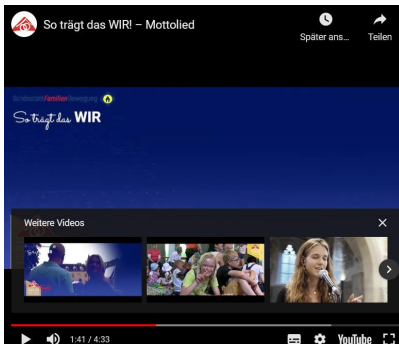 So trägt das WIR! – Mottolied
Später ans...
Teilen
SchönstattFamilienBewegung
So trägt das WIR
Weitere Videos
1:41 / 4:33
YouTube